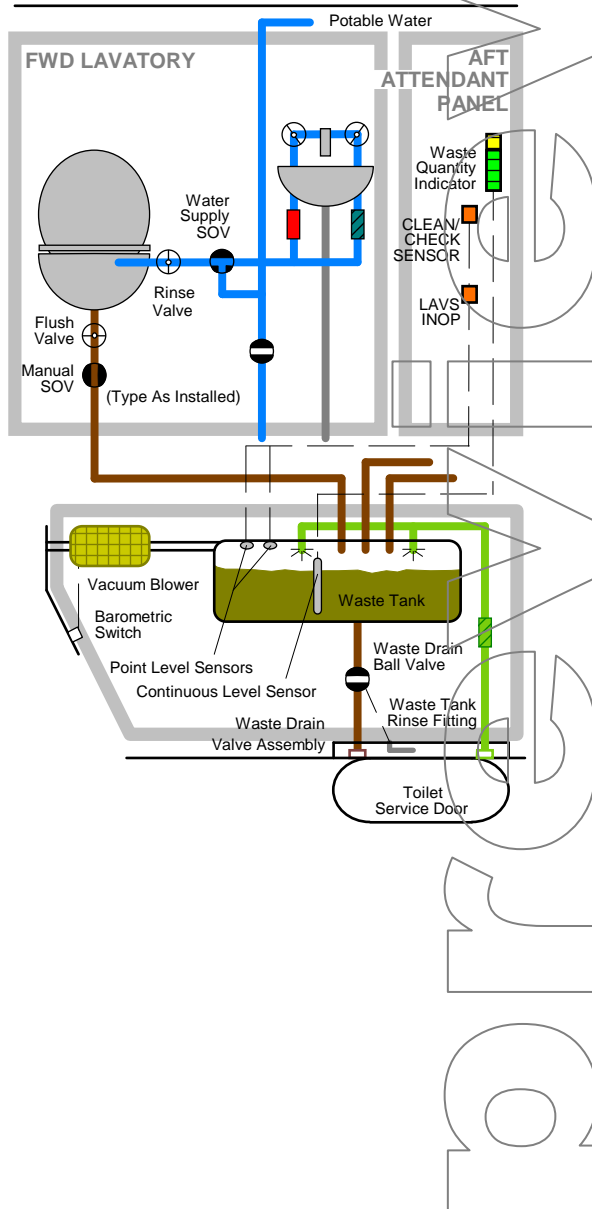 Potable Water
FWD LAVATORY
AFT
ATTENDANT
PANEL
Waste
Quantity
Indicator
Water
Supply
SOV
CLEAN/
CHECK
SENSOR
Rinse
Valve
LAVS
INOP
Flush
Valve
Manual
SOV
(Type As Installed)
Vacuum Blower
Waste Tank
Barometric
Switch
Point Level Sensors
Continuous Level Sensor
Waste Drain
Ball Valve
Waste Tank
Rinse Fitting
Waste Drain
Valve Assembly
Toilet
Service Door